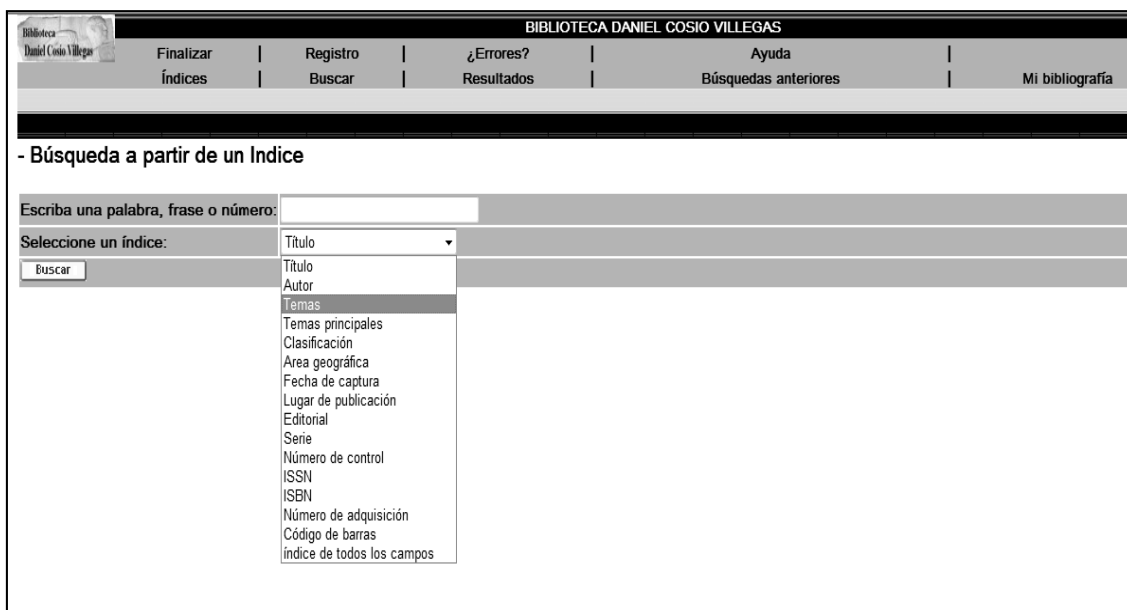 Biblioteca
Daniel Cosío Villegas
BIBLIOTECA DANIEL COSIO VILLEGAS
Finalizar | Registro | ¿Errores? | Ayuda |
Índices | Buscar | Resultados | Búsquedas anteriores | Mi bibliografía
- Búsqueda a partir de un Indice
Escriba una palabra, frase o número:
Seleccione un índice: Título
Buscar
Título
Autor
Temas
Temas principales
Clasificación
Area geográfica
Fecha de captura
Lugar de publicación
Editorial
Serie
Número de control
ISSN
ISBN
Número de adquisición
Código de barras
índice de todos los campos